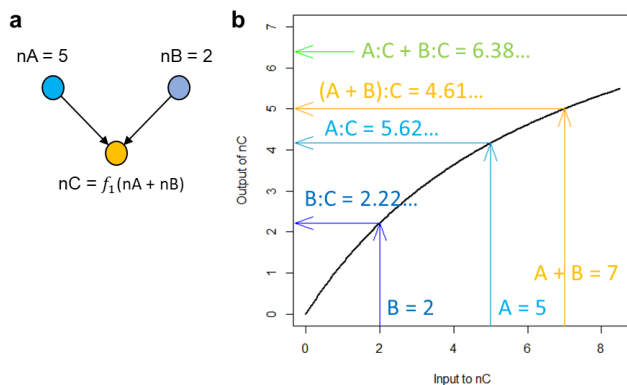 a
nA = 5
nB = 2
nC = f₁(nA + nB)
b
7
6
5
4
3
2
1
0
Output of nC
A:C + B:C = 6.38...
(A + B):C = 4.61...
A:C = 5.62...
B:C = 2.22...
A + B = 7
B = 2
A = 5
0
2
4
6
8
Input to nC